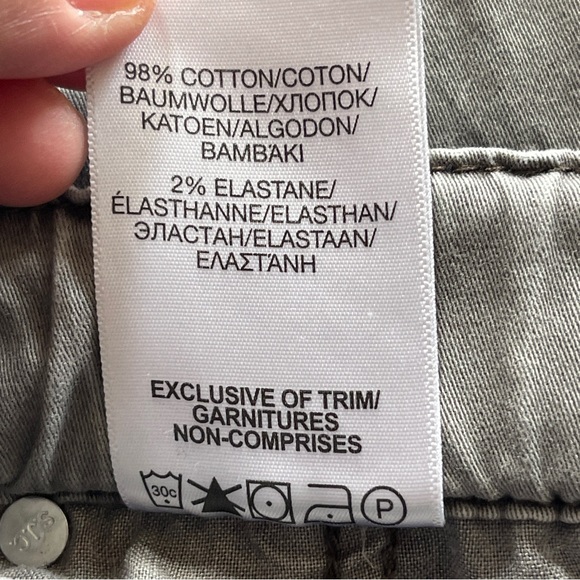 98% COTTON/COTON/
BAUMWOLLE/ХЛОПОК/
KATOEN/ALGODON/
ΒΑΜΒΆΚΙ
2% ELASTANE/
ÉLASTHANNE/ELASTHAN/
ЭЛАСТАН/ELASTAAN/
ΕΛΑΣΤΆΝΗ
EXCLUSIVE OF TRIM/
GARNITURES
NON-COMPRISES
30c P